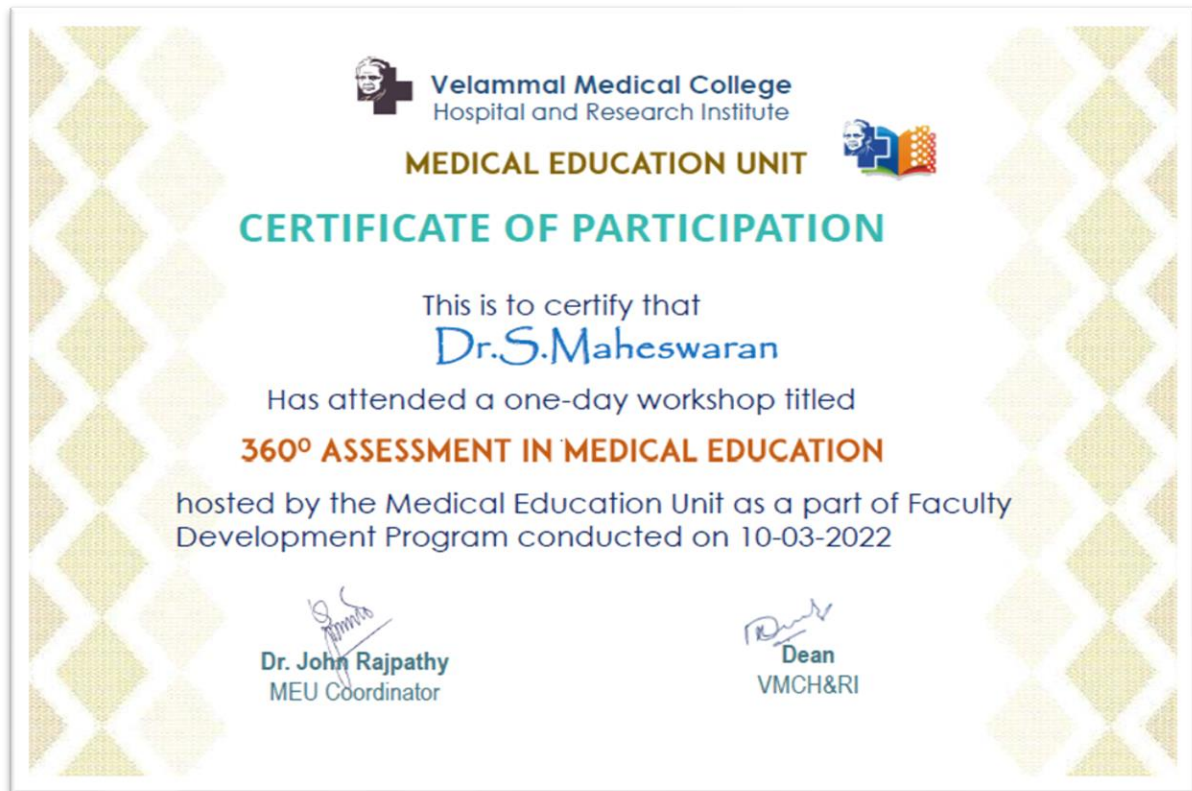 Velammal Medical College
Hospital and Research Institute
MEDICAL EDUCATION UNIT
CERTIFICATE OF PARTICIPATION
This is to certify that
Dr.S.Maheswaran
Has attended a one-day workshop titled
360⁰ ASSESSMENT IN MEDICAL EDUCATION
hosted by the Medical Education Unit as a part of Faculty
Development Program conducted on 10-03-2022
Dr. John Rajpathy
MEU Coordinator
Dean
VMCH&RI